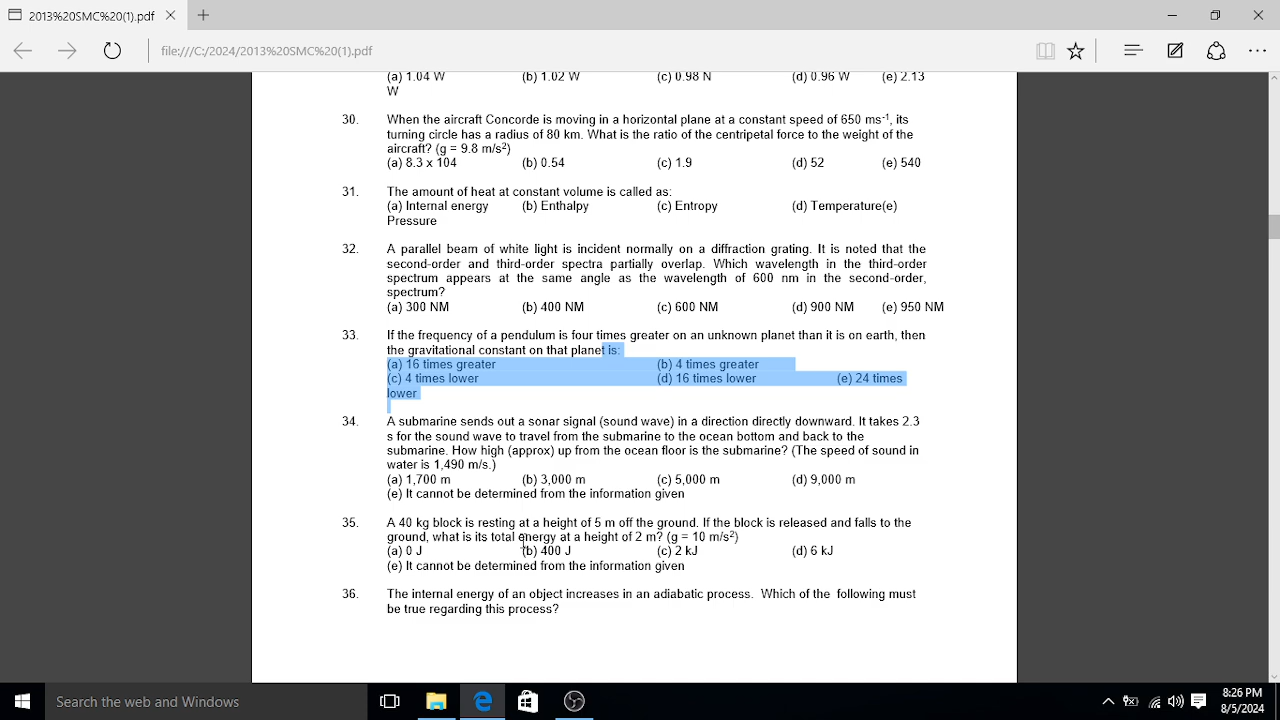 2013%20SMC%20(1).pdf
file:///C:/2024/2013%20SMC%20(1).pdf
(a) 1.04 W (b) 1.02 W (c) 0.98 N (d) 0.96 W (e) 2.13
W
30. When the aircraft Concorde is moving in a horizontal plane at a constant speed of 650 ms-1, its
turning circle has a radius of 80 km. What is the ratio of the centripetal force to the weight of the
aircraft? (g = 9.8 m/s2)
(a) 8.3 x 104 (b) 0.54 (c) 1.9 (d) 52 (e) 540
31. The amount of heat at constant volume is called as:
(a) Internal energy (b) Enthalpy (c) Entropy (d) Temperature(e)
Pressure
32. A parallel beam of white light is incident normally on a diffraction grating. It is noted that the
second-order and third-order spectra partially overlap. Which wavelength in the third-order
spectrum appears at the same angle as the wavelength of 600 nm in the second-order,
spectrum?
(a) 300 NM (b) 400 NM (c) 600 NM (d) 900 NM (e) 950 NM
33. If the frequency of a pendulum is four times greater on an unknown planet than it is on earth, then
the gravitational constant on that planet is:
(a) 16 times greater (b) 4 times greater
(c) 4 times lower (d) 16 times lower (e) 24 times
lower
34. A submarine sends out a sonar signal (sound wave) in a direction directly downward. It takes 2.3
s for the sound wave to travel from the submarine to the ocean bottom and back to the
submarine. How high (approx) up from the ocean floor is the submarine? (The speed of sound in
water is 1,490 m/s.)
(a) 1,700 m (b) 3,000 m (c) 5,000 m (d) 9,000 m
(e) It cannot be determined from the information given
35. A 40 kg block is resting at a height of 5 m off the ground. If the block is released and falls to the
ground, what is its total energy at a height of 2 m? (g = 10 m/s2)
(a) 0 J (b) 400 J (c) 2 kJ (d) 6 kJ
(e) It cannot be determined from the information given
36. The internal energy of an object increases in an adiabatic process. Which of the following must
be true regarding this process?
Search the web and Windows
8:26 PM
8/5/2024